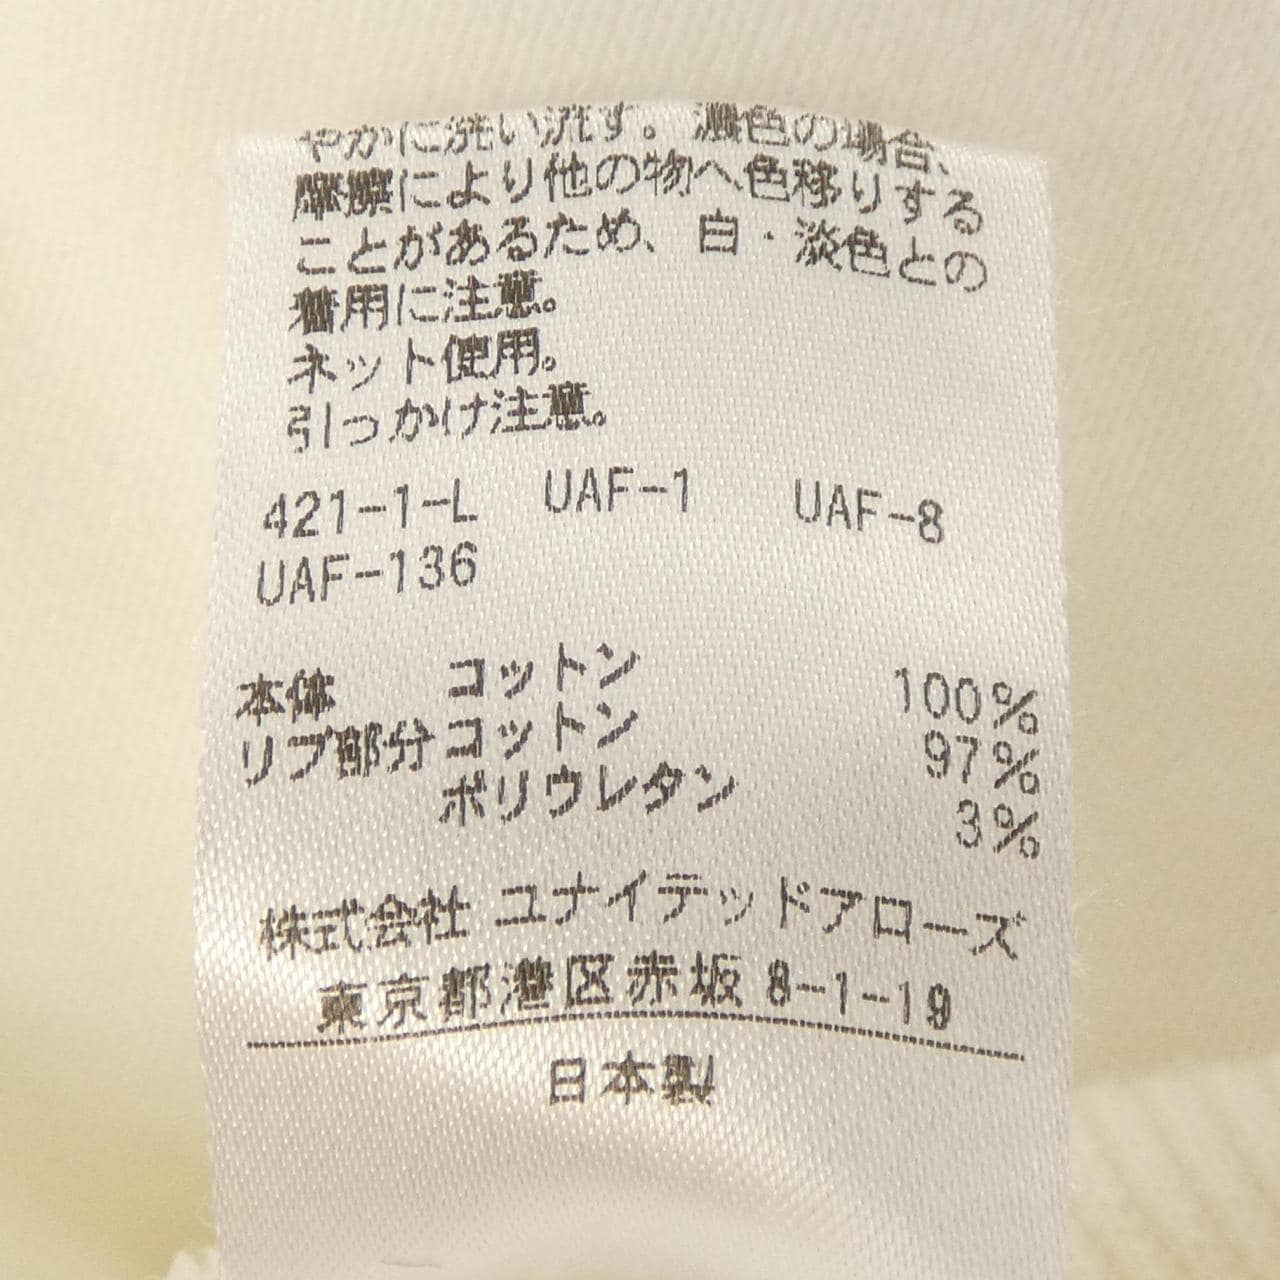 やかに洗い流す。濃色の場合、
摩擦により他の物へ色移りする
ことがあるため、白・淡色との
着用に注意。
ネット使用。
引っかけ注意。
421-1-L UAF-1 UAF-8
UAF-136
本体 コットン 100%
リブ部分 コットン 97%
ポリウレタン 3%
株式会社 ユナイテッドアローズ
東京都港区赤坂 8-1-19
日本製